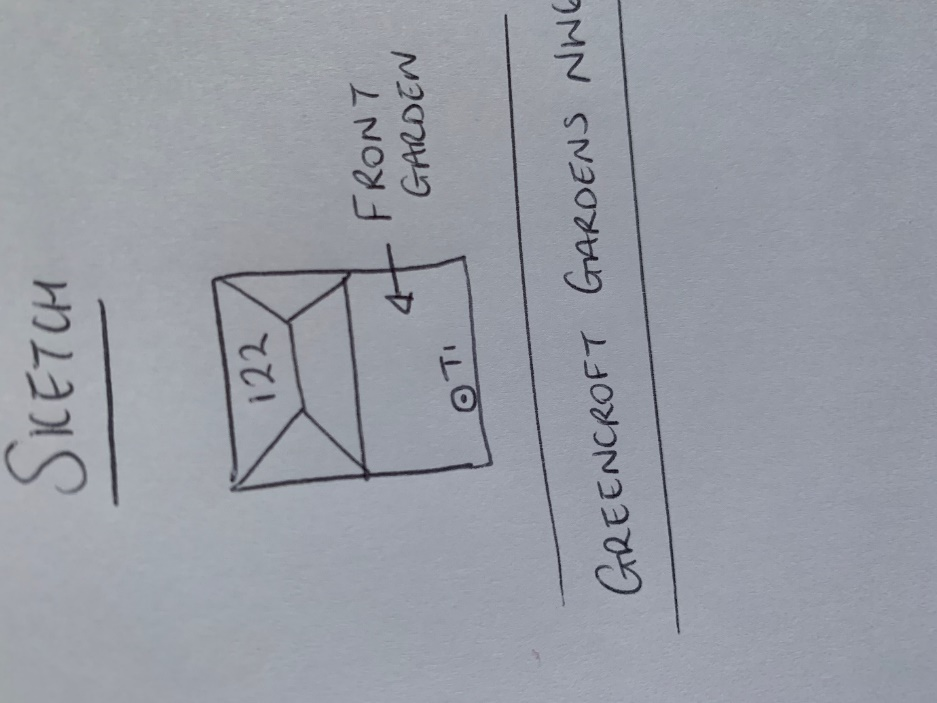 SKETCH
122
FRONT
GARDEN
T1
GREENCROFT GARDENS NW6